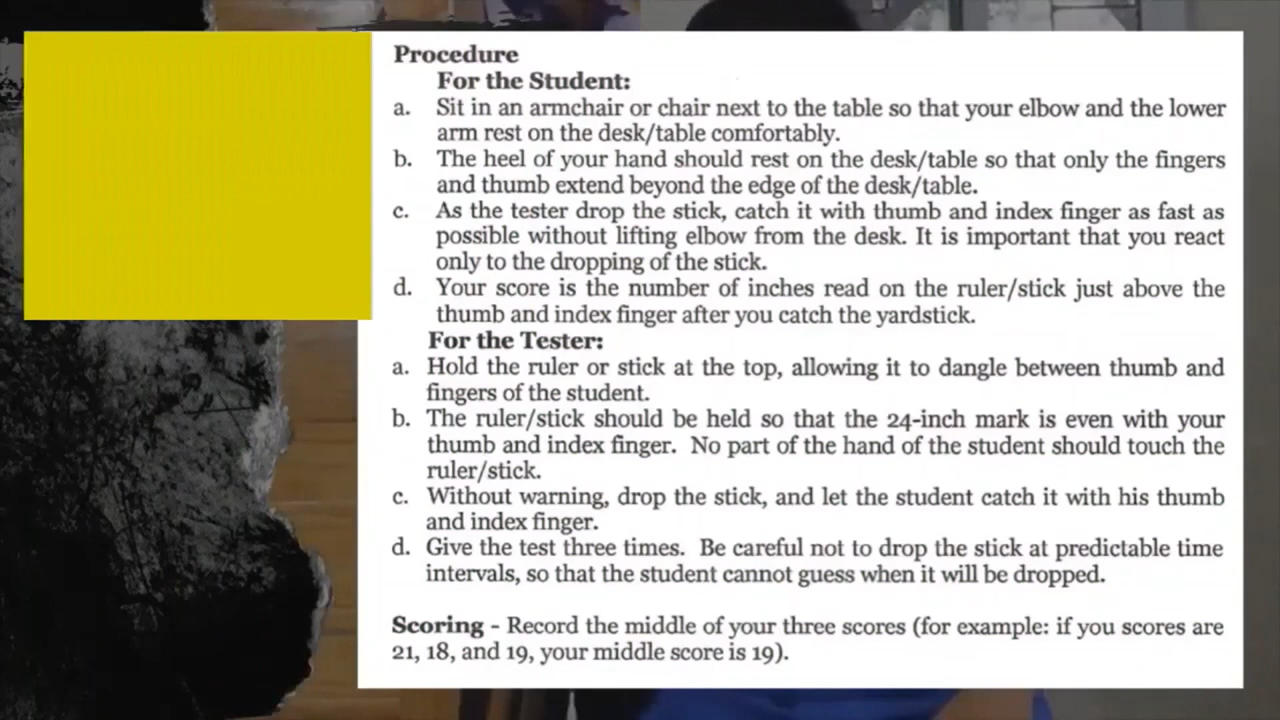 Procedure
For the Student:
a. Sit in an armchair or chair next to the table so that your elbow and the lower
arm rest on the desk/table comfortably.
b. The heel of your hand should rest on the desk/table so that only the fingers
and thumb extend beyond the edge of the desk/table.
c. As the tester drop the stick, catch it with thumb and index finger as fast as
possible without lifting elbow from the desk. It is important that you react
only to the dropping of the stick.
d. Your score is the number of inches read on the ruler/stick just above the
thumb and index finger after you catch the yardstick.
For the Tester:
a. Hold the ruler or stick at the top, allowing it to dangle between thumb and
fingers of the student.
b. The ruler/stick should be held so that the 24-inch mark is even with your
thumb and index finger. No part of the hand of the student should touch the
ruler/stick.
c. Without warning, drop the stick, and let the student catch it with his thumb
and index finger.
d. Give the test three times. Be careful not to drop the stick at predictable time
intervals, so that the student cannot guess when it will be dropped.
Scoring - Record the middle of your three scores (for example: if you scores are
21, 18, and 19, your middle score is 19).